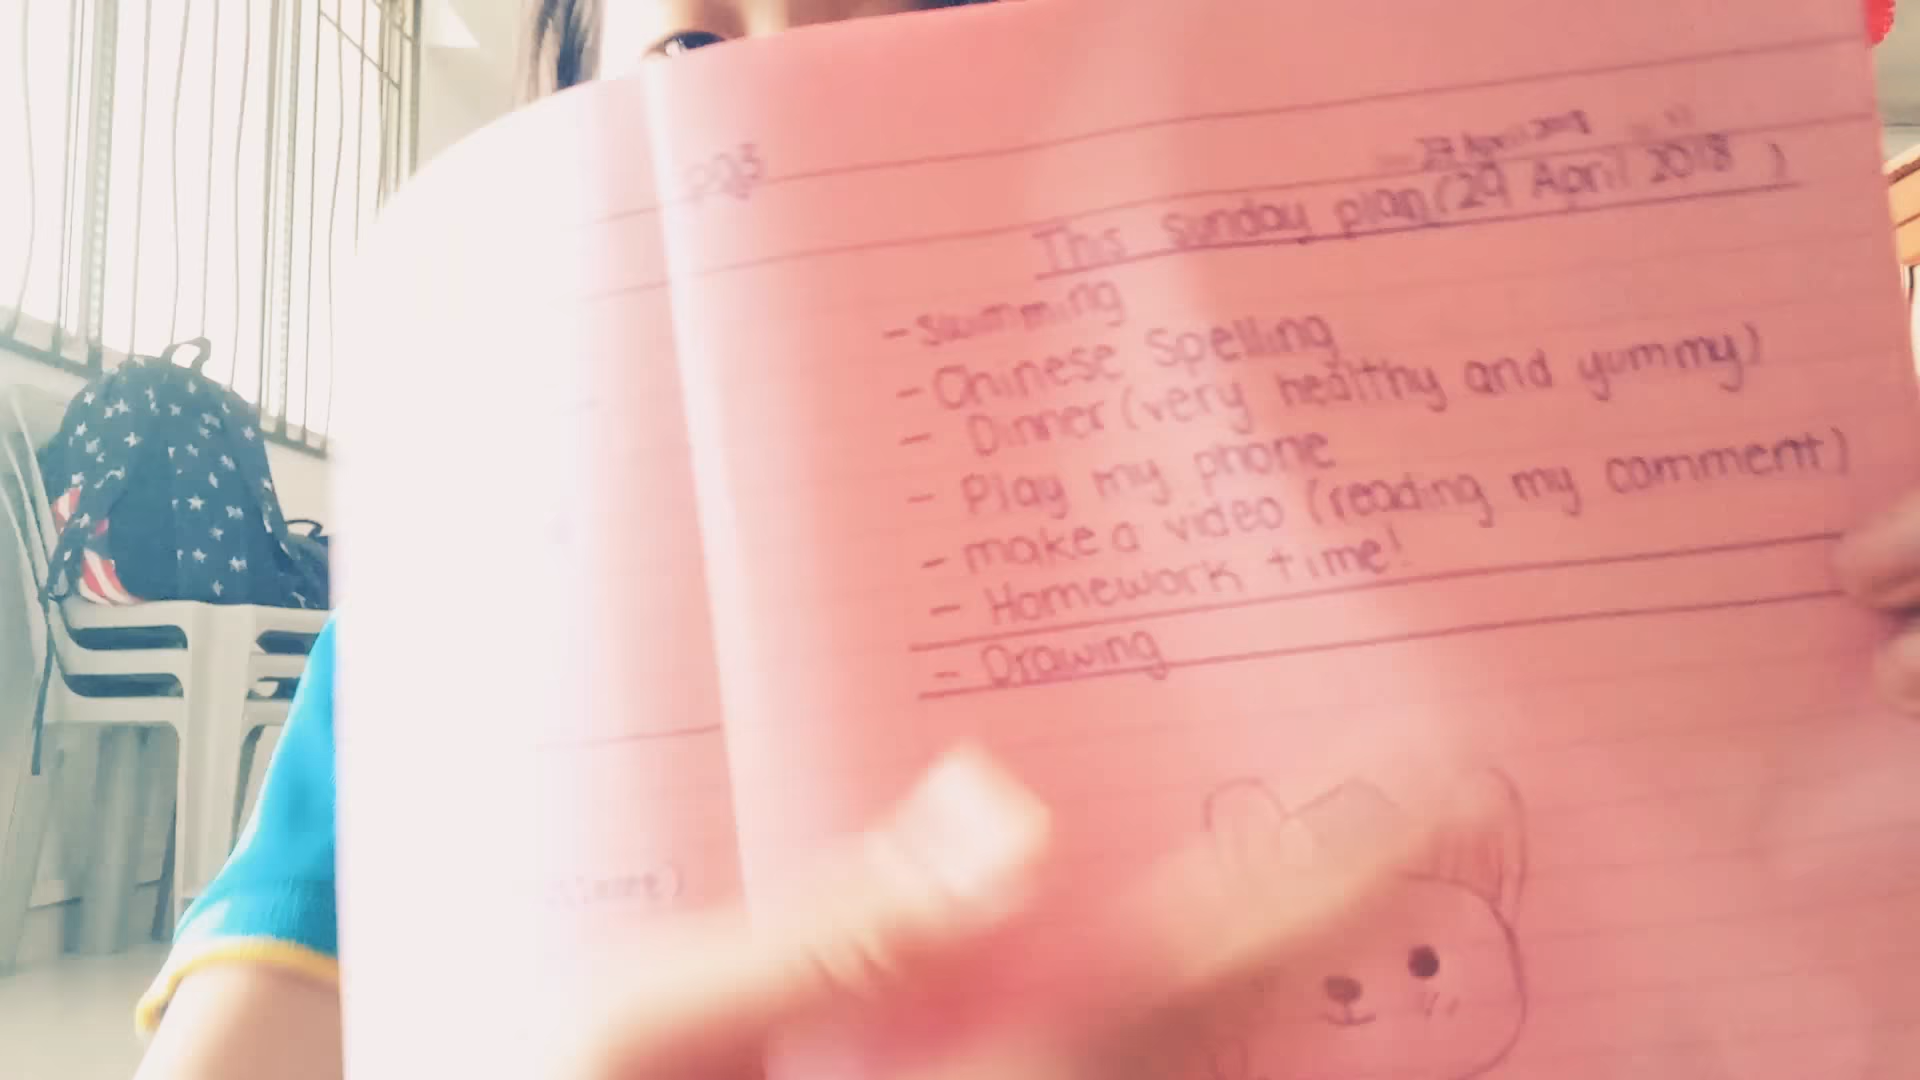 P25
29 April 2018
This sunday plan(29 April 2018 )
- swimming
- Chinese Spelling
- Dinner (very healthy and yummy)
- Play my phone
- make a video (reading my comment)
- Homework time!
- Drawing